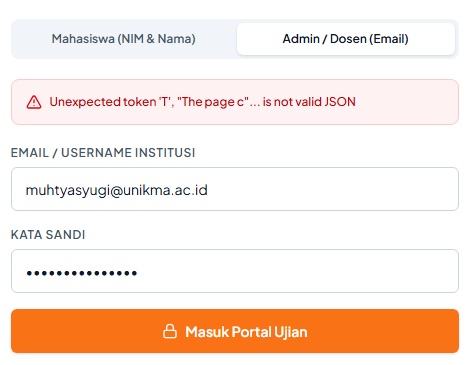 Mahasiswa (NIM & Nama)
Admin / Dosen (Email)
Unexpected token 'T', "The page c"... is not valid JSON
EMAIL / USERNAME INSTITUSI
muhtyasyugi@unikma.ac.id
KATA SANDI
•••••••••••••••
Masuk Portal Ujian